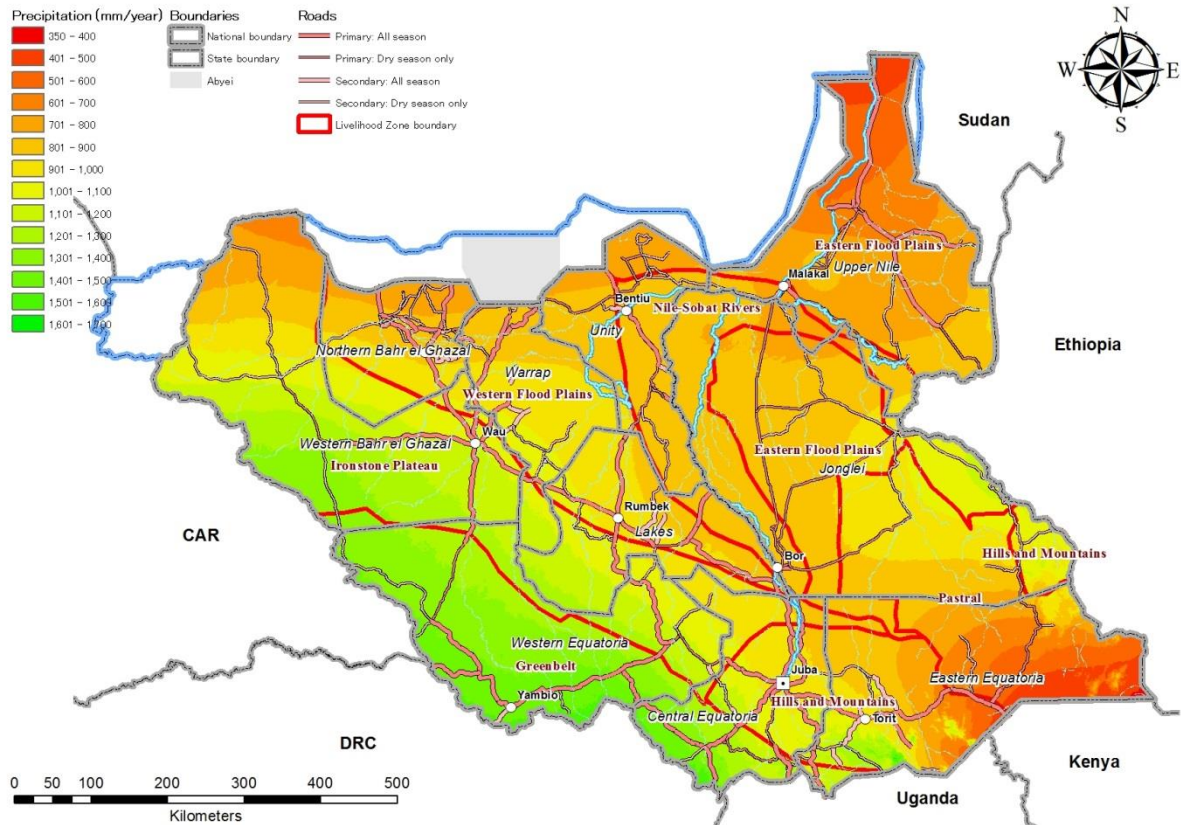 Precipitation (mm/year)
350 - 400
401 - 500
501 - 600
601 - 700
701 - 800
801 - 900
901 - 1,000
1,001 - 1,100
1,101 - 1,200
1,201 - 1,300
1,301 - 1,400
1,401 - 1,500
1,501 - 1,600
1,601 - 1,700
Boundaries
National boundary
State boundary
Abyei
Roads
Primary: All season
Primary: Dry season only
Secondary: All season
Secondary: Dry season only
Livelihood Zone boundary
N
W
E
S
Sudan
Eastern Flood Plains
Upper Nile
Malakal
Bentiu
Nile-Sobat Rivers
Unity
Ethiopia
Northern Bahr el Ghazal
Warrap
Western Flood Plains
Wau
Western Bahr el Ghazal
Ironstone Plateau
Eastern Flood Plains
Jonglei
Rumbek
Lakes
CAR
Bor
Hills and Mountains
Pastral
Western Equatoria
Greenbelt
Juba
Eastern Equatoria
Yambio
Central Equatoria
Hills and Mountains
Torit
DRC
Kenya
Uganda
0 50 100 200 300 400 500
Kilometers